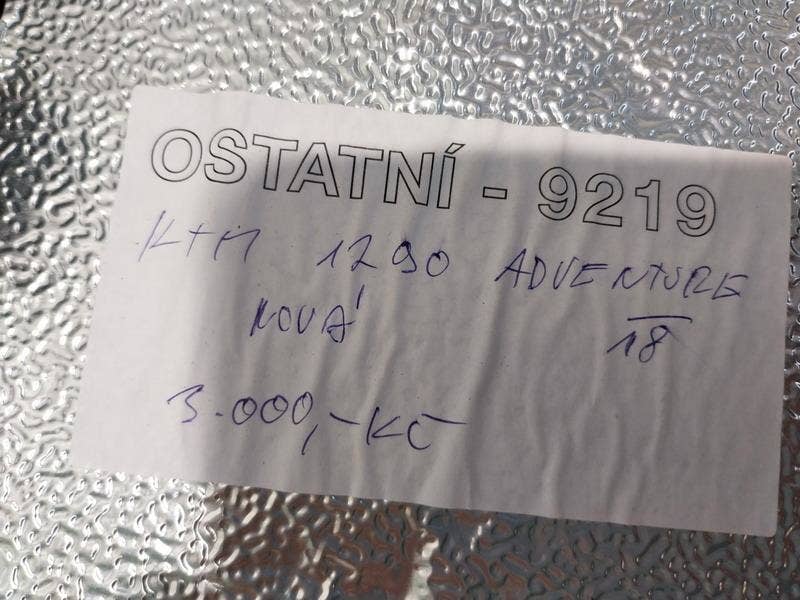 OSTATNÍ - 9219
KTM 1290 ADVENTURE
NOVÁ 18
3.000,-KČ